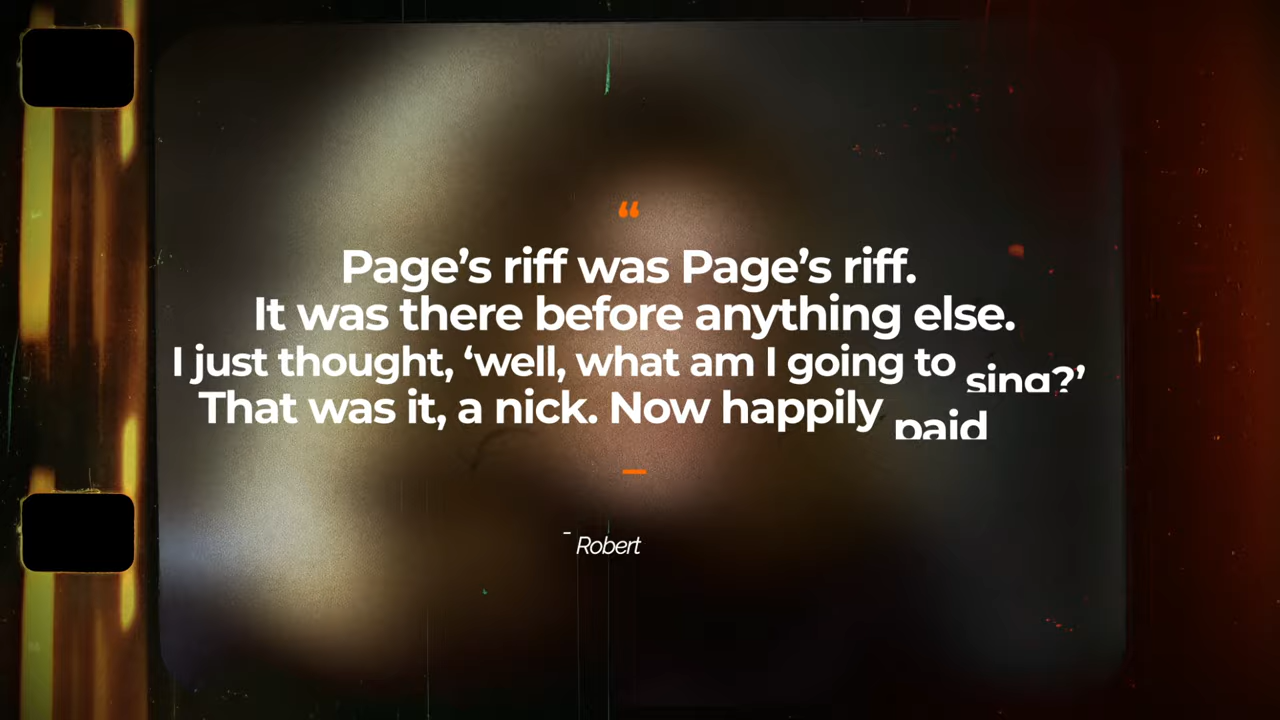 “
Page’s riff was Page’s riff.
It was there before anything else.
I just thought, ‘well, what am I going to sing?’
That was it, a nick. Now happily paid
- Robert